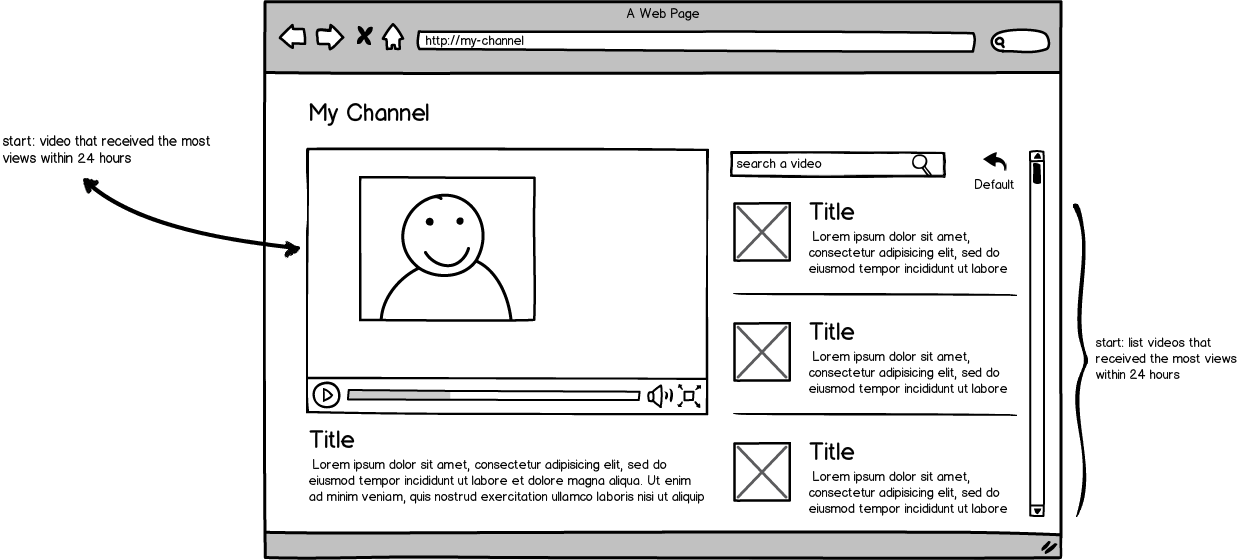 A Web Page
http://my-channel
My Channel
start: video that received the most
views within 24 hours
search a video
Default
Title
Lorem ipsum dolor sit amet,
consectetur adipisicing elit, sed do
eiusmod tempor incididunt ut labore
Title
Lorem ipsum dolor sit amet,
consectetur adipisicing elit, sed do
eiusmod tempor incididunt ut labore
Title
Lorem ipsum dolor sit amet,
consectetur adipisicing elit, sed do
eiusmod tempor incididunt ut labore
start: list videos that
received the most views
within 24 hours
Title
Lorem ipsum dolor sit amet, consectetur adipisicing elit, sed do
eiusmod tempor incididunt ut labore et dolore magna aliqua. Ut enim
ad minim veniam, quis nostrud exercitation ullamco laboris nisi ut aliquip